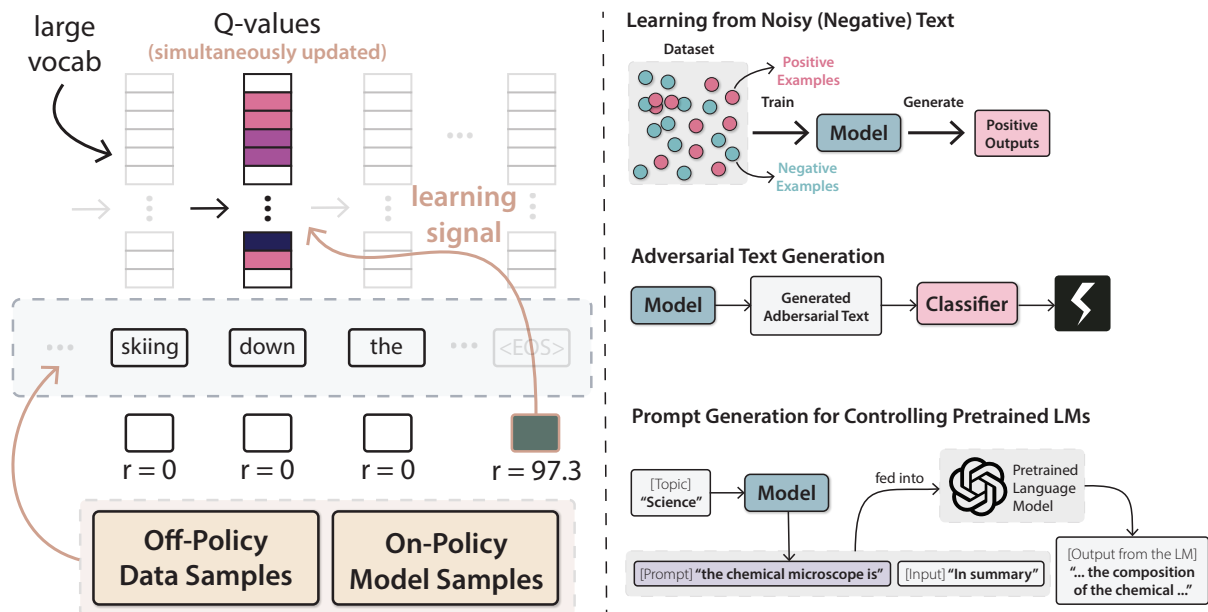 large
vocab
Q-values
(simultaneously updated)
learning
signal
skiing
down
the
<EOS>
r = 0
r = 0
r = 0
r = 97.3
Off-Policy
Data Samples
On-Policy
Model Samples
Learning from Noisy (Negative) Text
Dataset
Positive
Examples
Train
Model
Generate
Positive
Outputs
Negative
Examples
Adversarial Text Generation
Model
Generated
Adversarial Text
Classifier
Prompt Generation for Controlling Pretrained LMs
[Topic]
“Science”
Model
fed into
Pretrained
Language
Model
[Prompt] “the chemical microscope is”
[Input] “In summary”
[Output from the LM]
“... the composition
of the chemical ...”